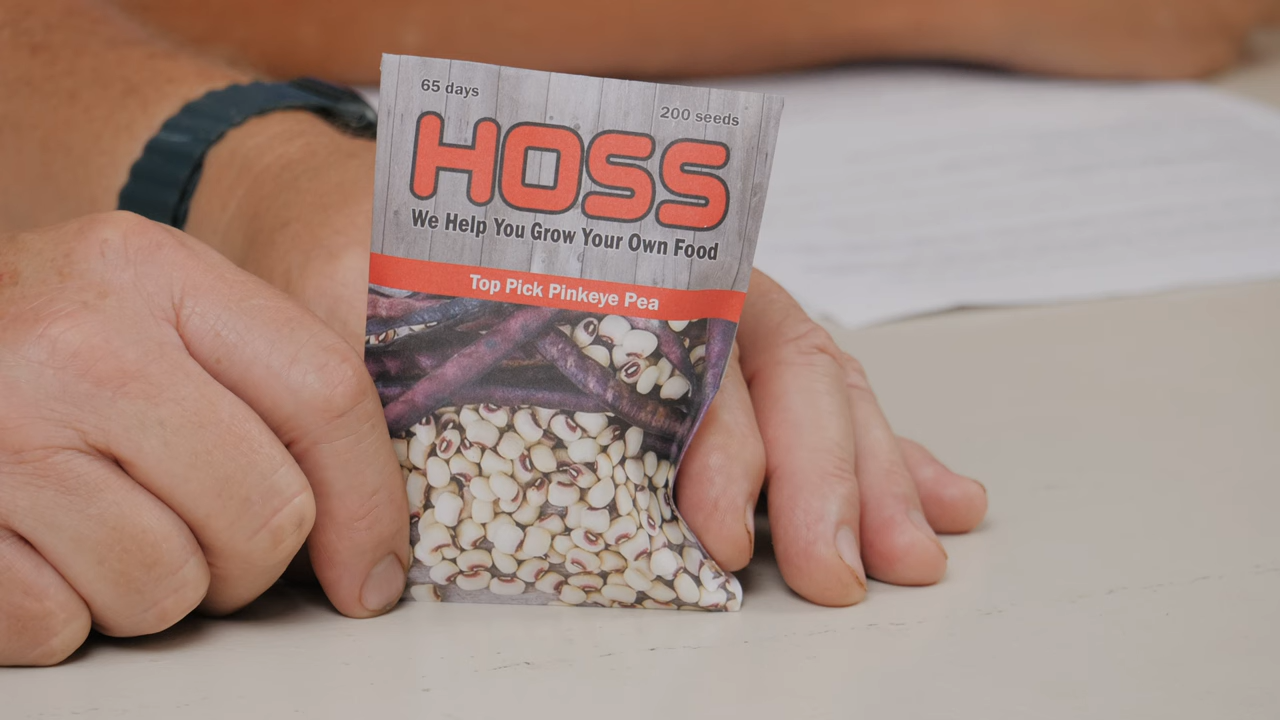 65 days
200 seeds
HOSS
We Help You Grow Your Own Food
Top Pick Pinkeye Pea